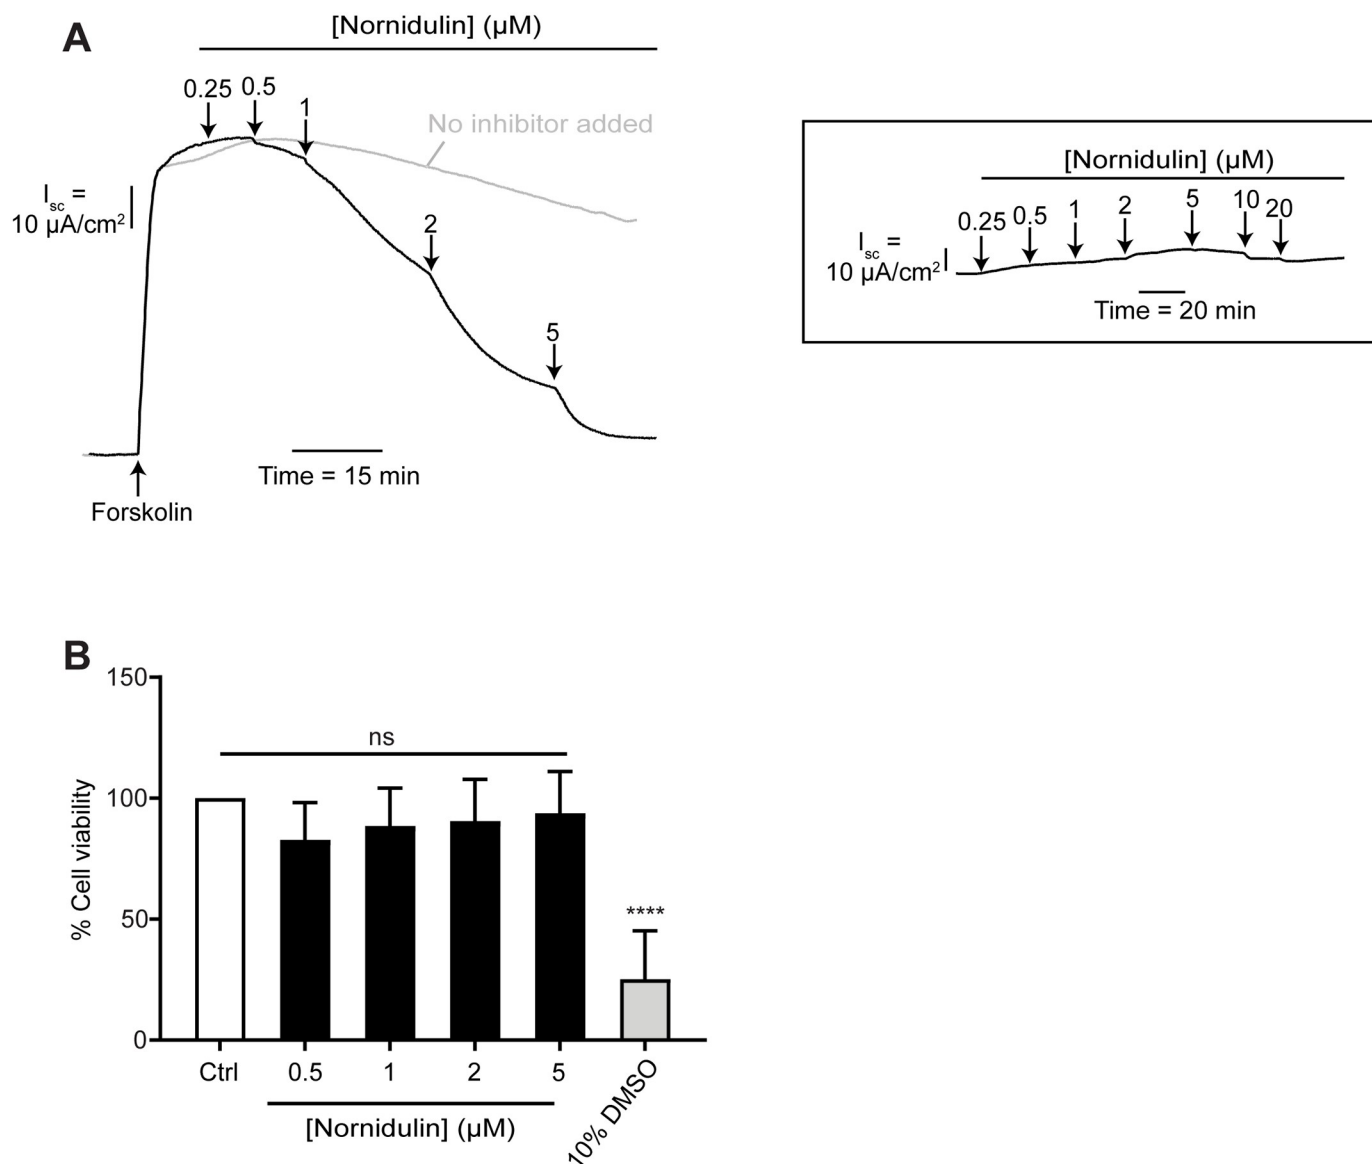 A
[Nornidulin] (µM)
0.25 0.5
1
No inhibitor added
Isc =
10 µA/cm2
2
5
Time = 15 min
Forskolin
[Nornidulin] (µM)
0.25 0.5 1 2 5 10 20
Isc =
10 µA/cm2
Time = 20 min
B
150
ns
100
% Cell viability
50
****
0
Ctrl 0.5 1 2 5 10% DMSO
[Nornidulin] (µM)